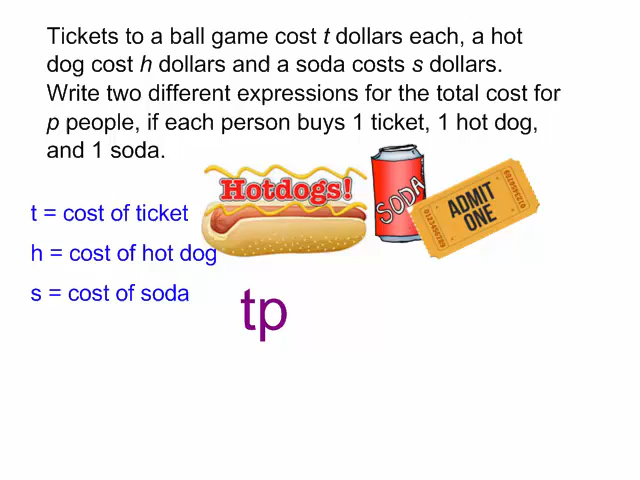 Tickets to a ball game cost t dollars each, a hot
dog cost h dollars and a soda costs s dollars.
Write two different expressions for the total cost for
p people, if each person buys 1 ticket, 1 hot dog,
and 1 soda.
Hotdogs!
SODA
ADMIT
ONE
t = cost of ticket
h = cost of hot dog
s = cost of soda
tp